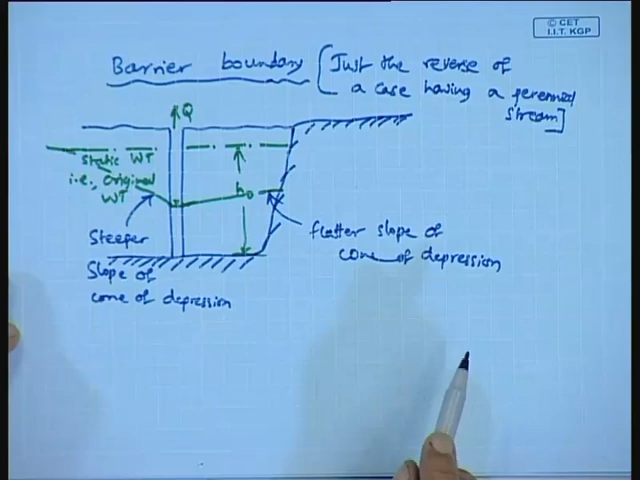 © CET
I.I.T. KGP
Barrier boundary [Just the reverse of
a case having a perennial
stream]
Q
Static WT
i.e., original
WT
h0
Steeper
Slope of
cone of depression
flatter slope of
cone of depression